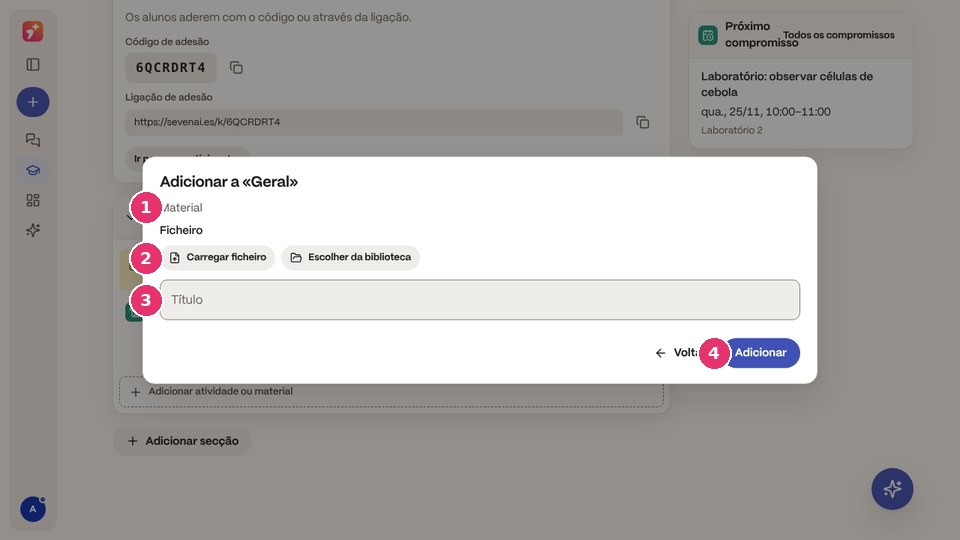 Os alunos aderem com o código ou através da ligação.
Código de adesão
6QCRDRT4
Ligação de adesão
https://sevenai.es/k/6QCRDRT4
Próximo compromisso
Todos os compromissos
Laboratório: observar células de
cebola
qua., 25/11, 10:00–11:00
Laboratório 2
Adicionar a «Geral»
1
Material
Ficheiro
2
Carregar ficheiro
Escolher da biblioteca
3
Título
4
Adicionar
Adicionar atividade ou material
Adicionar secção
A